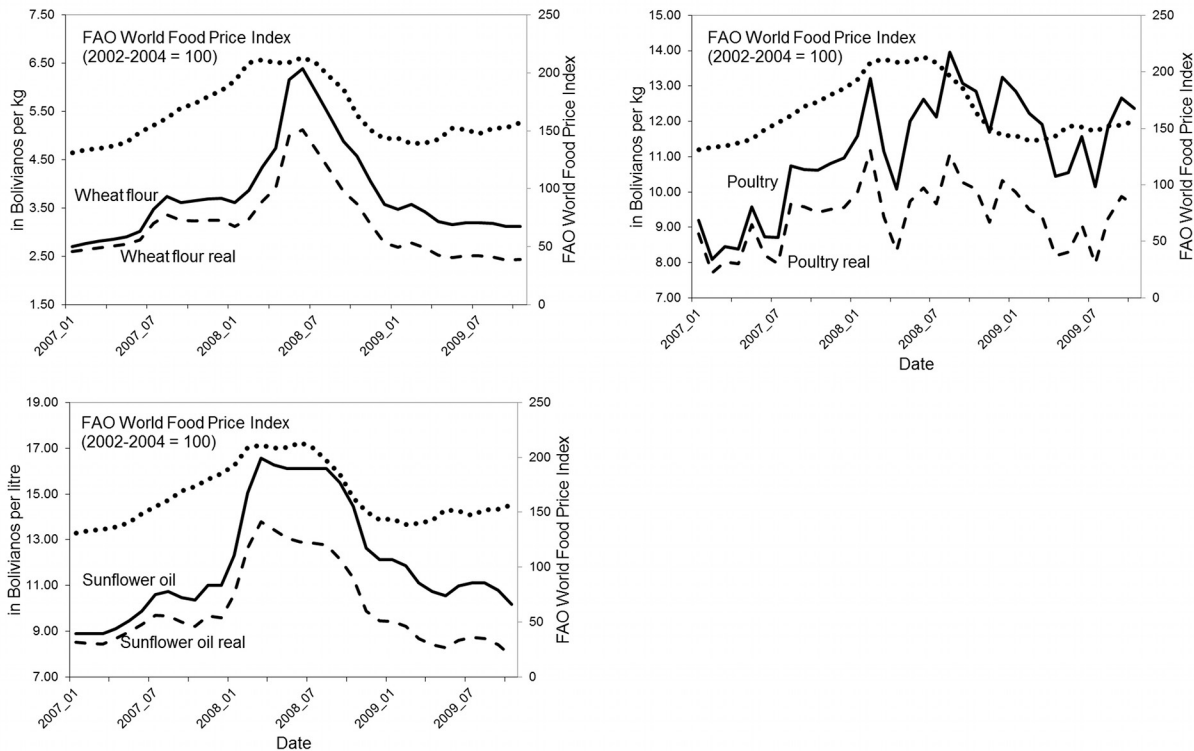 FAO World Food Price Index
(2002-2004 = 100)
in Bolivianos per kg
7.50
6.50
5.50
4.50
3.50
2.50
1.50
Wheat flour
Wheat flour real
250
200
150
100
50
0
FAO World Food Price Index
2007_01
2007_07
2008_01
2008_07
2009_01
2009_07
FAO World Food Price Index
(2002-2004 = 100)
in Bolivianos per kg
15.00
14.00
13.00
12.00
11.00
10.00
9.00
8.00
7.00
Poultry
Poultry real
250
200
150
100
50
0
FAO World Food Price Index
2007_01
2007_07
2008_01
2008_07
2009_01
2009_07
Date
FAO World Food Price Index
(2002-2004 = 100)
in Bolivianos per litre
19.00
17.00
15.00
13.00
11.00
9.00
7.00
Sunflower oil
Sunflower oil real
250
200
150
100
50
0
FAO World Food Price Index
2007_01
2007_07
2008_01
2008_07
2009_01
2009_07
Date